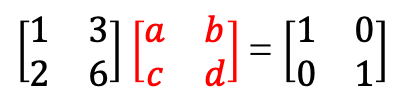 [1 3] [a b] = [1 0]
[2 6] [c d] [0 1]